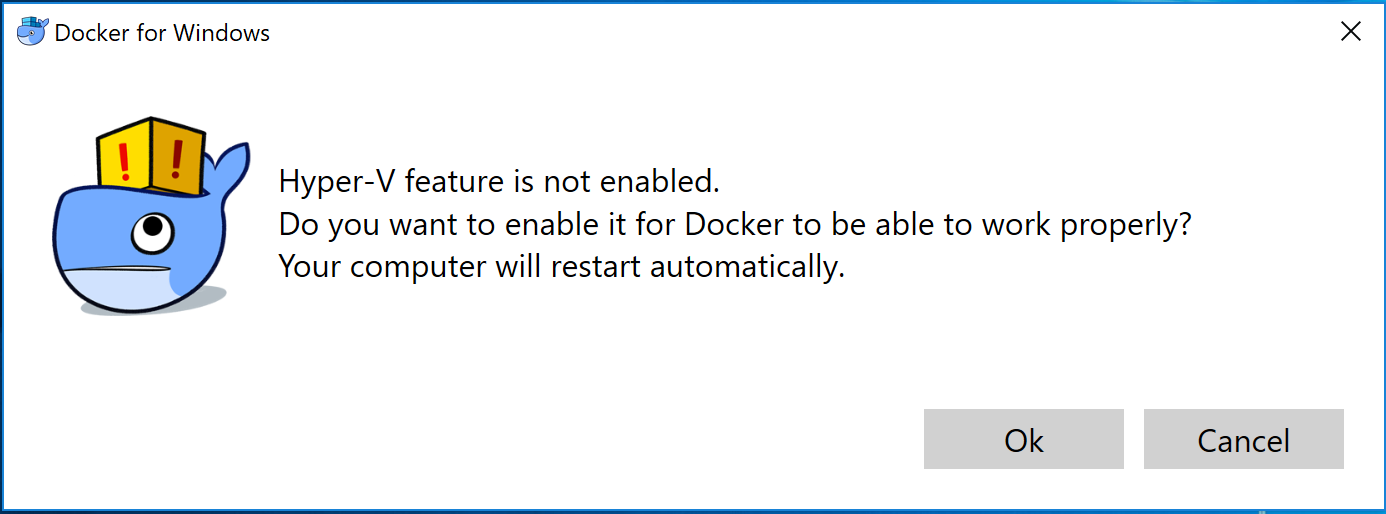 Docker for Windows
Hyper-V feature is not enabled.
Do you want to enable it for Docker to be able to work properly?
Your computer will restart automatically.
Ok
Cancel